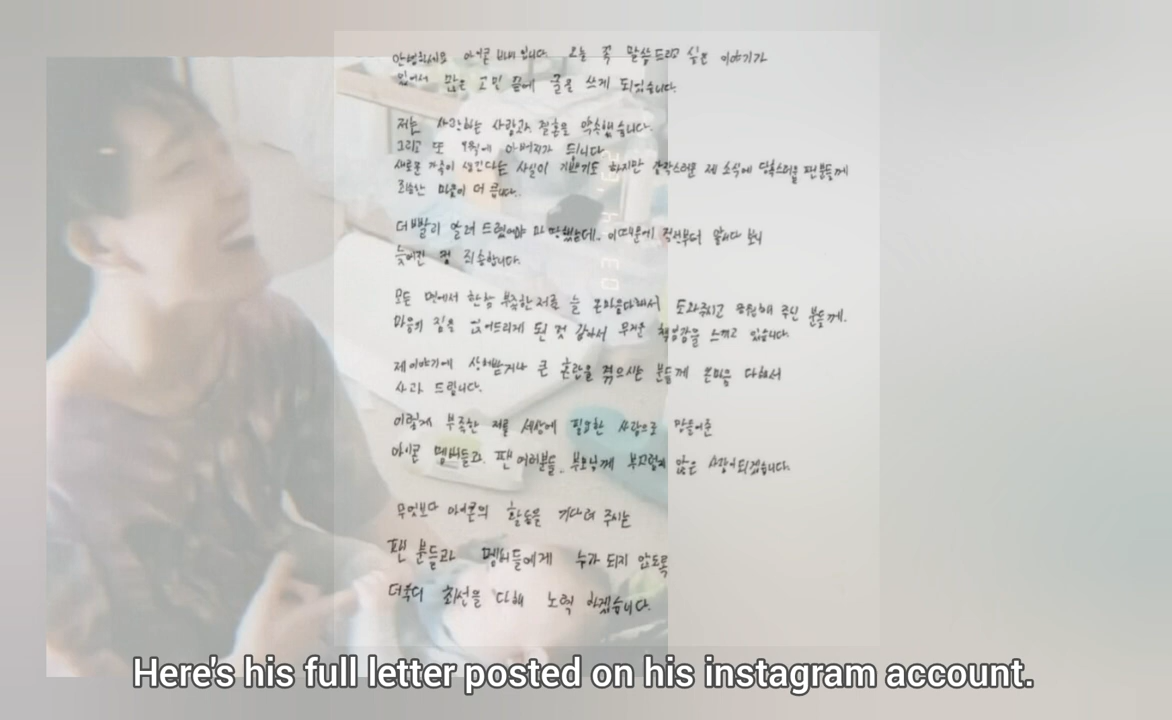 안녕하세요 아이콘 바비 입니다. 오늘 꼭 말씀드리고 싶은 이야기가
있어서 많은 고민 끝에 글을 쓰게 되었습니다.
저는 사랑하는 사람과 결혼을 약속했습니다.
그리고 또 9월에 아버지가 됩니다
새로운 가족이 생긴다는 사실이 기쁘기도 하지만 갑작스러운 제 소식에 당혹스러울 팬분들께
죄송한 마음이 더 큽니다..
더 빨리 알려 드렸어야 마땅했는데.. 이 때문에 걱정부터 앞서다 보니
늦어진 점 죄송합니다.
모든 면에서 한참 부족한 저를 늘 온마음다해서 도와주시고 응원해 주신 분들께.
마음의 짐을 얹어드리게 된 것 같아서 무거운 책임감을 느끼고 있습니다.
제 이야기에 상처받거나 큰 혼란을 겪으시는 분들께 온마음 다해서
사과 드립니다.
이렇게 부족한 저를 세상에 필요한 사람으로 만들어준
아이콘 멤버들과. 팬 여러분들.. 부모님께 부끄럽지 않은 사람이되겠습니다.
무엇보다 아이콘의 활동을 기다려 주시는
팬 분들과 멤버들에게 누가 되지 않도록
더욱더 최선을 다해 노력 하겠습니다.
Here's his full letter posted on his instagram account.